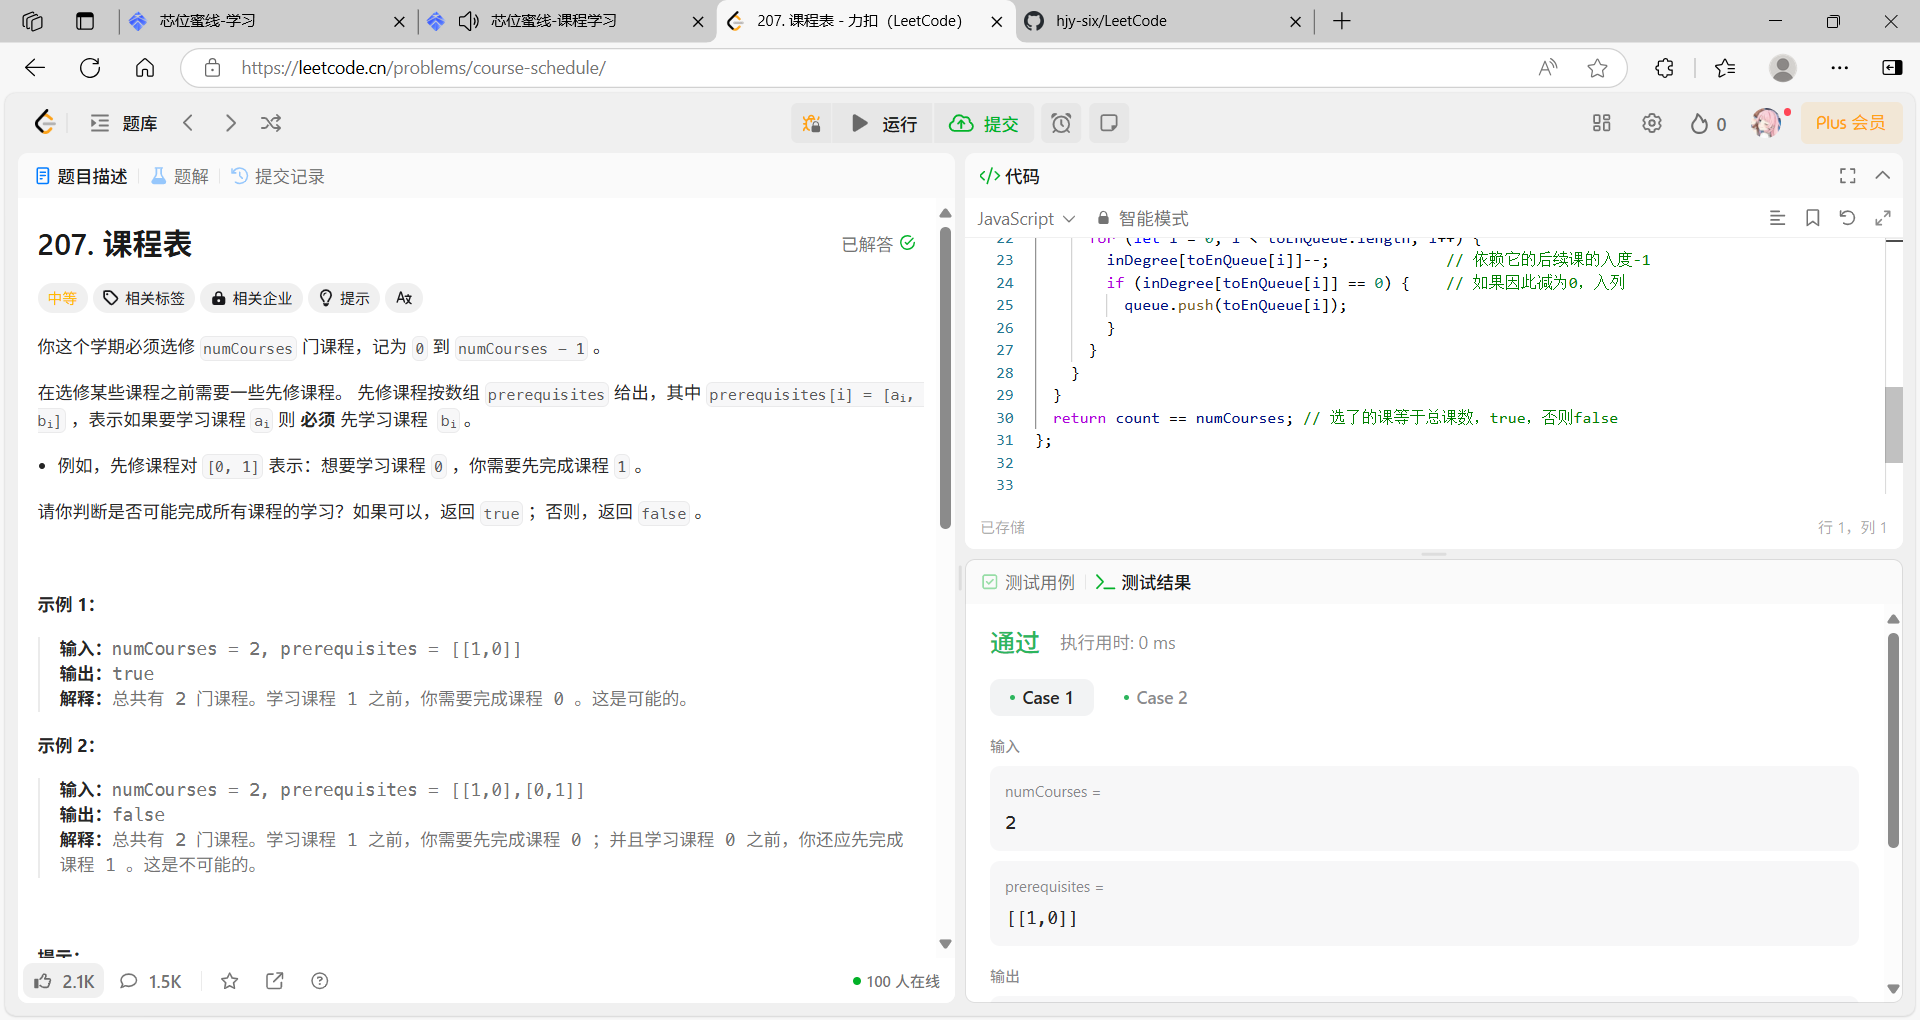 芯位蜜线-学习
芯位蜜线-课程学习
207. 课程表 - 力扣（LeetCode）
hjy-six/LeetCode
https://leetcode.cn/problems/course-schedule/
题库
运行
提交
0
Plus 会员
题目描述
题解
提交记录
207. 课程表
已解答
中等
相关标签
相关企业
提示
你这个学期必须选修 numCourses 门课程，记为 0 到 numCourses - 1 。
在选修某些课程之前需要一些先修课程。 先修课程按数组 prerequisites 给出，其中 prerequisites[i] = [ai,
bi] ，表示如果要学习课程 ai 则 必须 先学习课程 bi 。
• 例如，先修课程对 [0, 1] 表示：想要学习课程 0 ，你需要先完成课程 1 。
请你判断是否可能完成所有课程的学习？如果可以，返回 true ；否则，返回 false 。
示例 1：
输入：numCourses = 2, prerequisites = [[1,0]]
输出：true
解释：总共有 2 门课程。学习课程 1 之前，你需要完成课程 0 。这是可能的。
示例 2：
输入：numCourses = 2, prerequisites = [[1,0],[0,1]]
输出：false
解释：总共有 2 门课程。学习课程 1 之前，你需要先完成课程 0 ；并且学习课程 0 之前，你还应先完成
课程 1 。这是不可能的。
提示：
2.1K
1.5K
100 人在线
代码
JavaScript
智能模式
22 for (let i = 0; i < toEnQueue.length; i++) {
23 inDegree[toEnQueue[i]]--; // 依赖它的后续课的入度-1
24 if (inDegree[toEnQueue[i]] == 0) { // 如果因此减为0，入列
25 queue.push(toEnQueue[i]);
26 }
27 }
28 }
29 }
30 return count == numCourses; // 选了的课等于总课数，true，否则false
31 };
32
33
已存储
行 1，列 1
测试用例
测试结果
通过
执行用时: 0 ms
• Case 1
• Case 2
输入
numCourses =
2
prerequisites =
[[1,0]]
输出